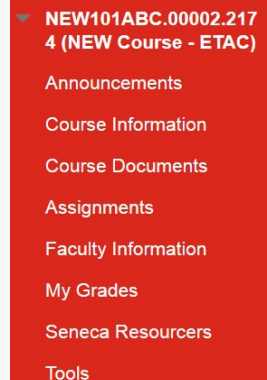 NEW101ABC.00002.217
4 (NEW Course - ETAC)
Announcements
Course Information
Course Documents
Assignments
Faculty Information
My Grades
Seneca Resourcers
Tools